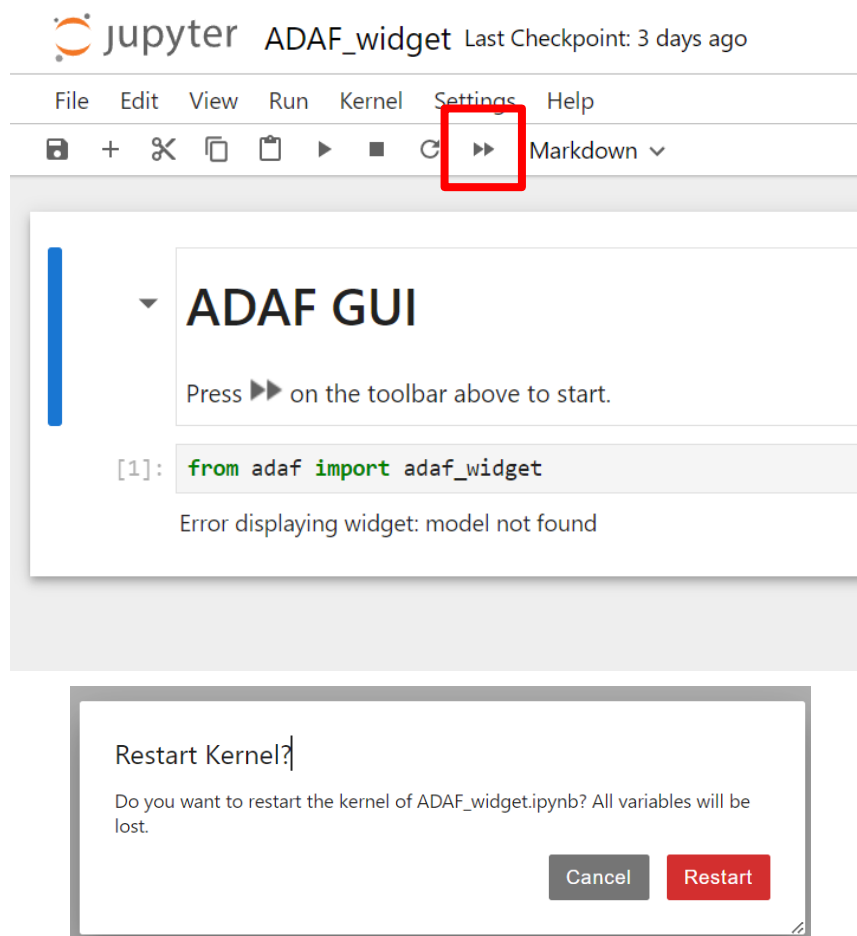 jupyter ADAF_widget Last Checkpoint: 3 days ago
File Edit View Run Kernel Settings Help
Markdown
ADAF GUI
Press on the toolbar above to start.
[1]: from adaf import adaf_widget
Error displaying widget: model not found
Restart Kernel?
Do you want to restart the kernel of ADAF_widget.ipynb? All variables will be
lost.
Cancel Restart